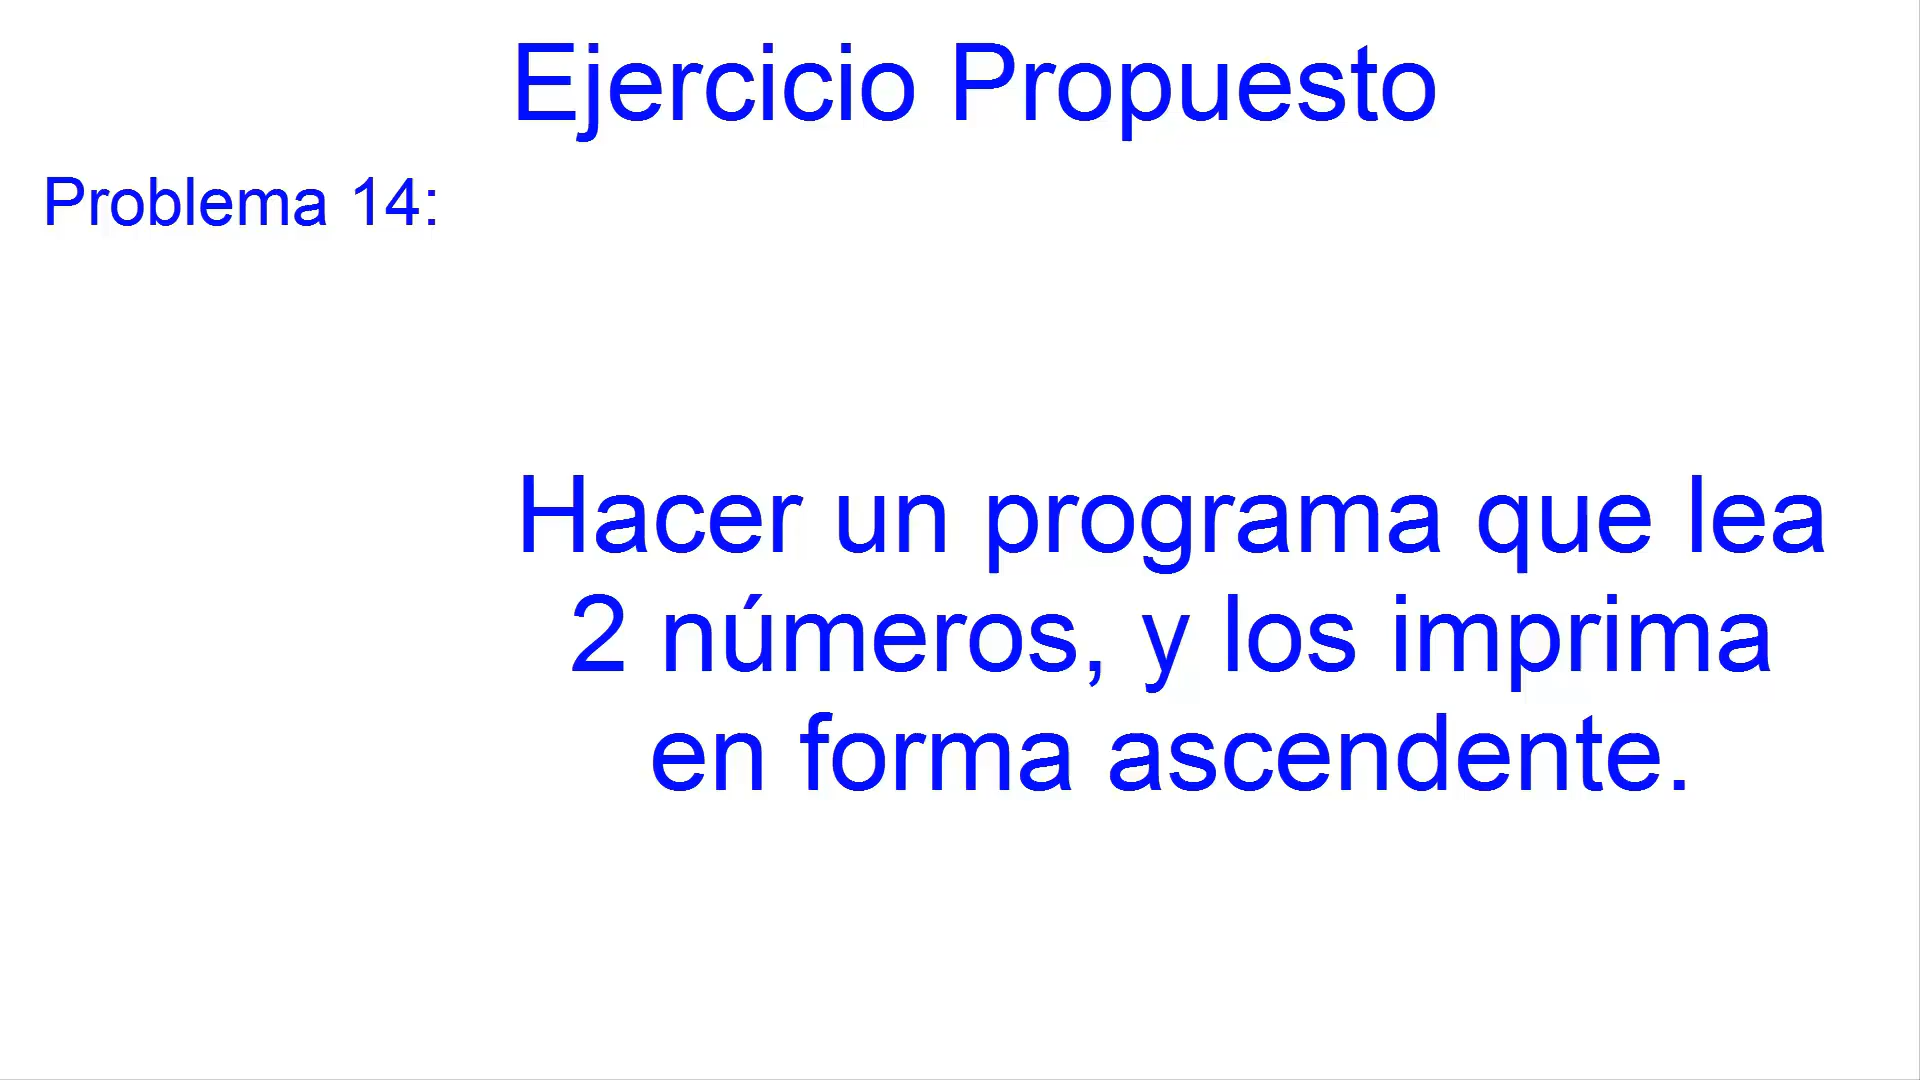 Ejercicio Propuesto
Problema 14:
Hacer un programa que lea
2 números, y los imprima
en forma ascendente.